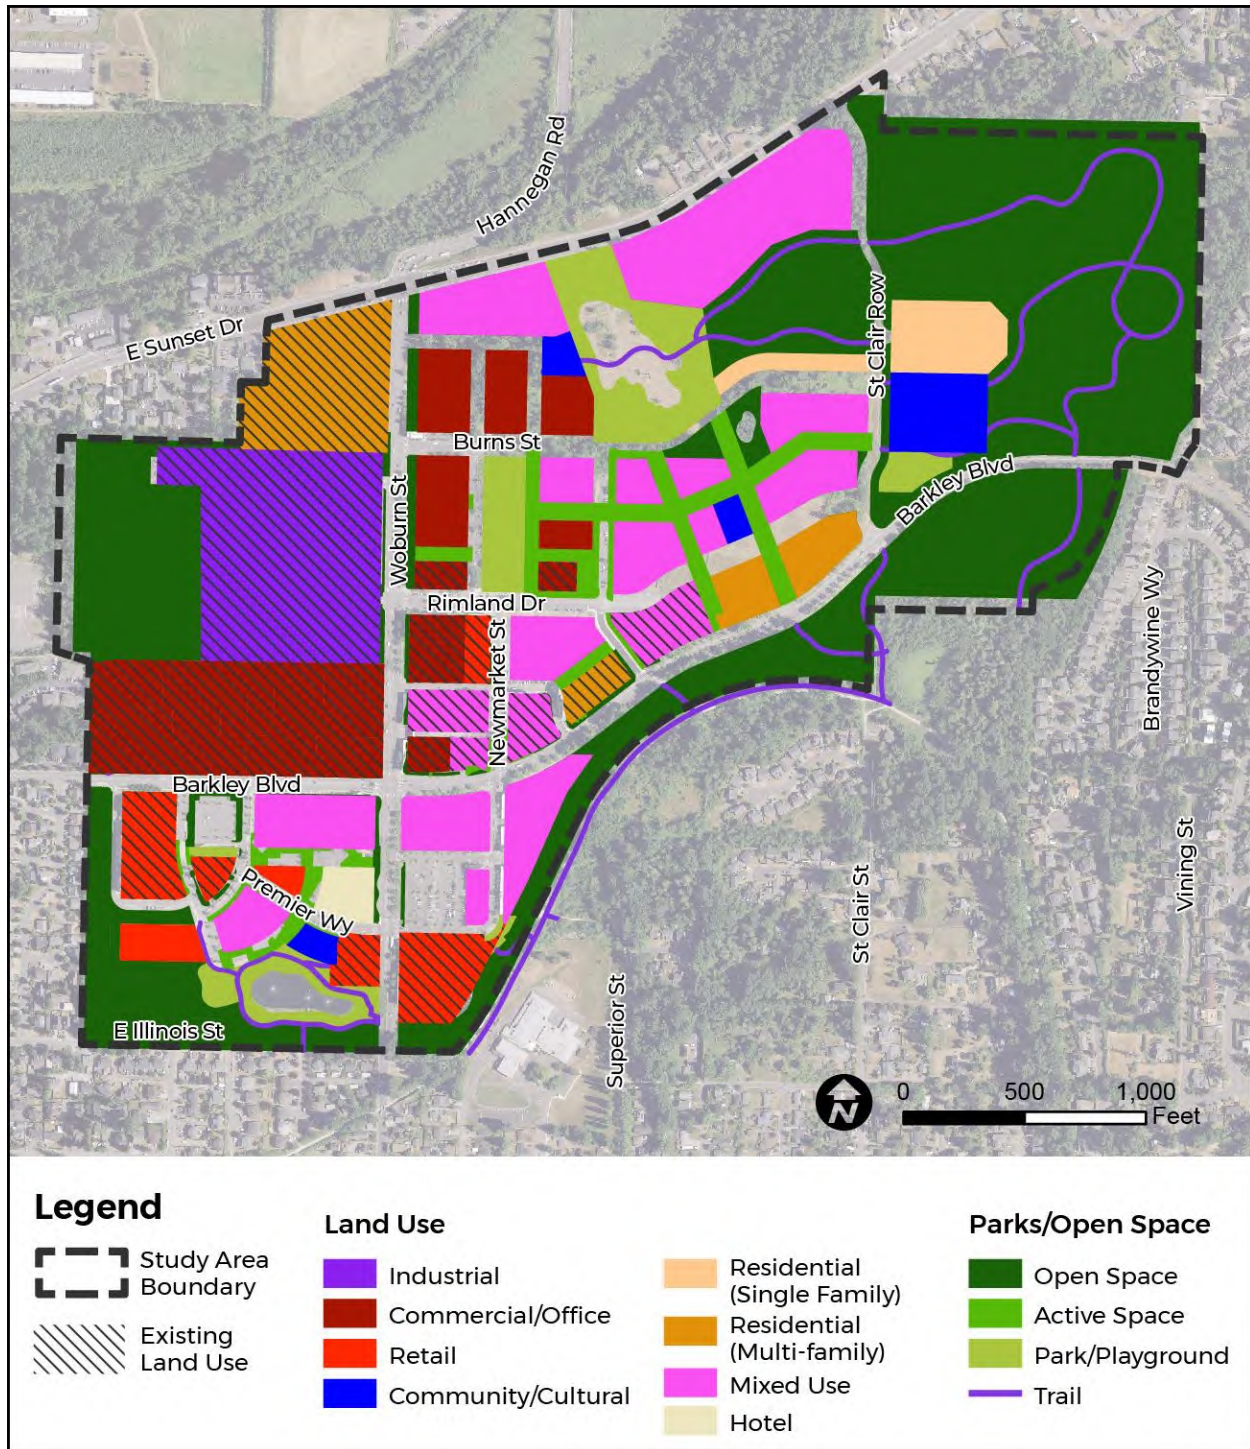 Hannegan Rd
E Sunset Dr
St Clair Row
Burns St
Barkley Blvd
Woburn St
Rimland Dr
Newmarket St
Brandywine Wy
Barkley Blvd
Premier Wy
Vining St
St Clair St
Superior St
E Illinois St
N
0 500 1,000
Feet
Legend
Study Area
Boundary
Existing
Land Use
Land Use
Industrial
Commercial/Office
Retail
Community/Cultural
Residential
(Single Family)
Residential
(Multi-family)
Mixed Use
Hotel
Parks/Open Space
Open Space
Active Space
Park/Playground
Trail